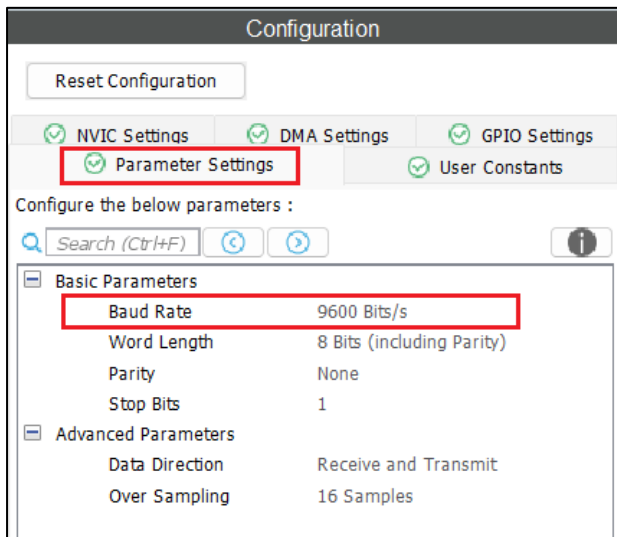 Configuration
Reset Configuration
NVIC Settings DMA Settings GPIO Settings
Parameter Settings User Constants
Configure the below parameters :
Search (Ctrl+F)
Basic Parameters
Baud Rate 9600 Bits/s
Word Length 8 Bits (including Parity)
Parity None
Stop Bits 1
Advanced Parameters
Data Direction Receive and Transmit
Over Sampling 16 Samples